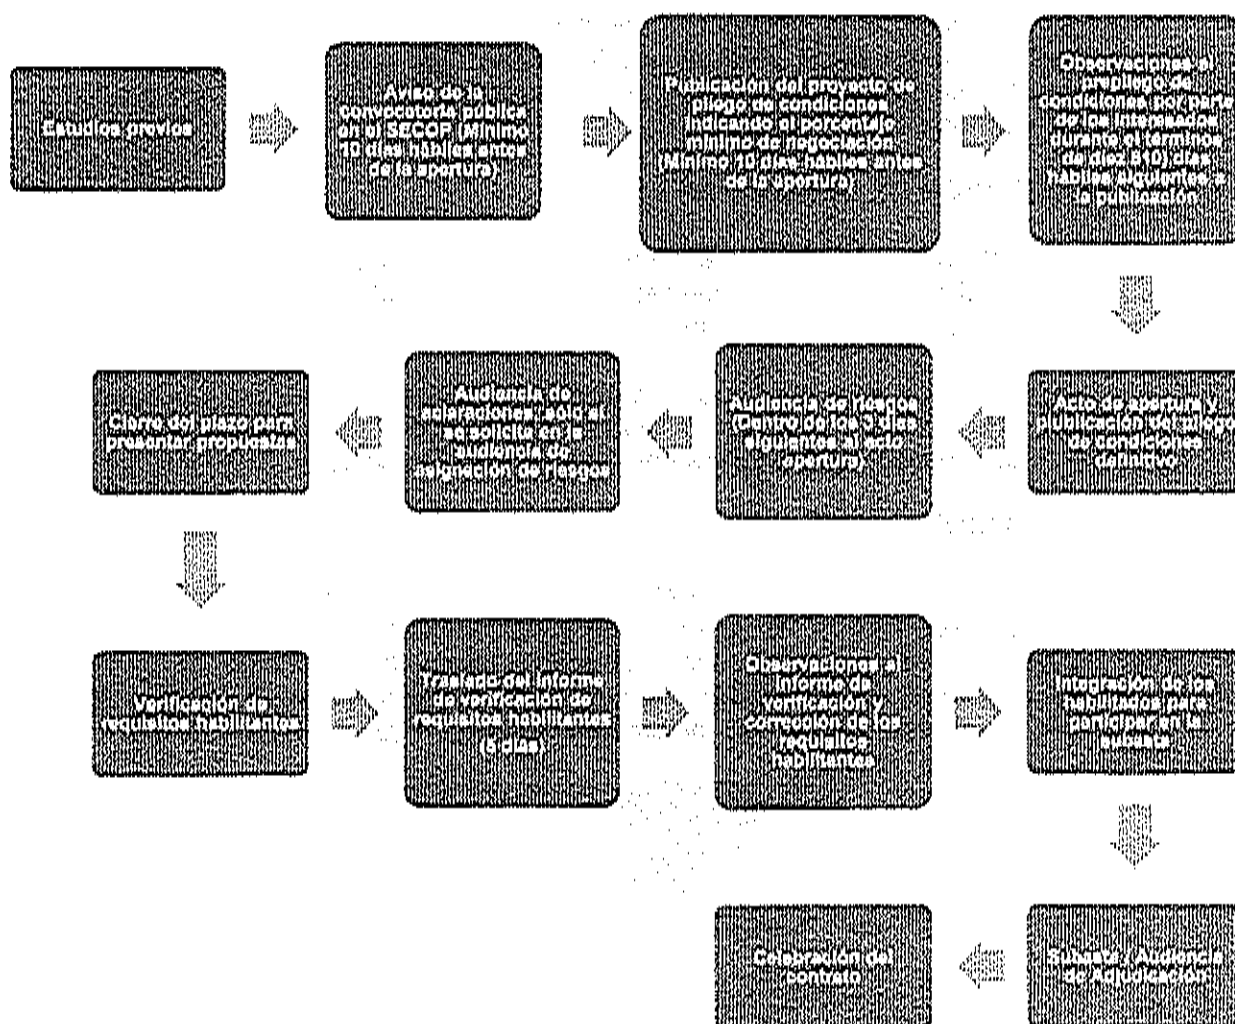 Estudios previos
Aviso de la
convocatoria pública
en el SECOP (Mínimo
10 días hábiles antes
de la apertura)
Publicación del proyecto de
pliego de condiciones
indicando el porcentaje
mínimo de negociación
(Mínimo 10 días hábiles antes
de la apertura)
Observaciones al
prepliego de
condiciones por parte
de los interesados
durante el términos
de diez 810) días
hábiles siguientes a
la publicación
Acto de apertura y
publicación del pliego
de condiciones
definitivo
Audiencia de riesgos
(Dentro de los 3 días
siguientes al acto
apertura)
Audiencia de
aclaraciones: sólo si
se solicita en la
audiencia de
asignación de riesgos
Cierre del plazo para
presentar propuestas
Verificación de
requisitos habilitantes
Traslado del informe
de verificación de
requisitos habilitantes
(5 días)
Observaciones al
informe de
verificación y
corrección de los
requisitos
habilitantes
Integración de los
habilitados para
participar en la
subasta
Subasta / Audiencia
de Adjudicación
Celebración del
contrato